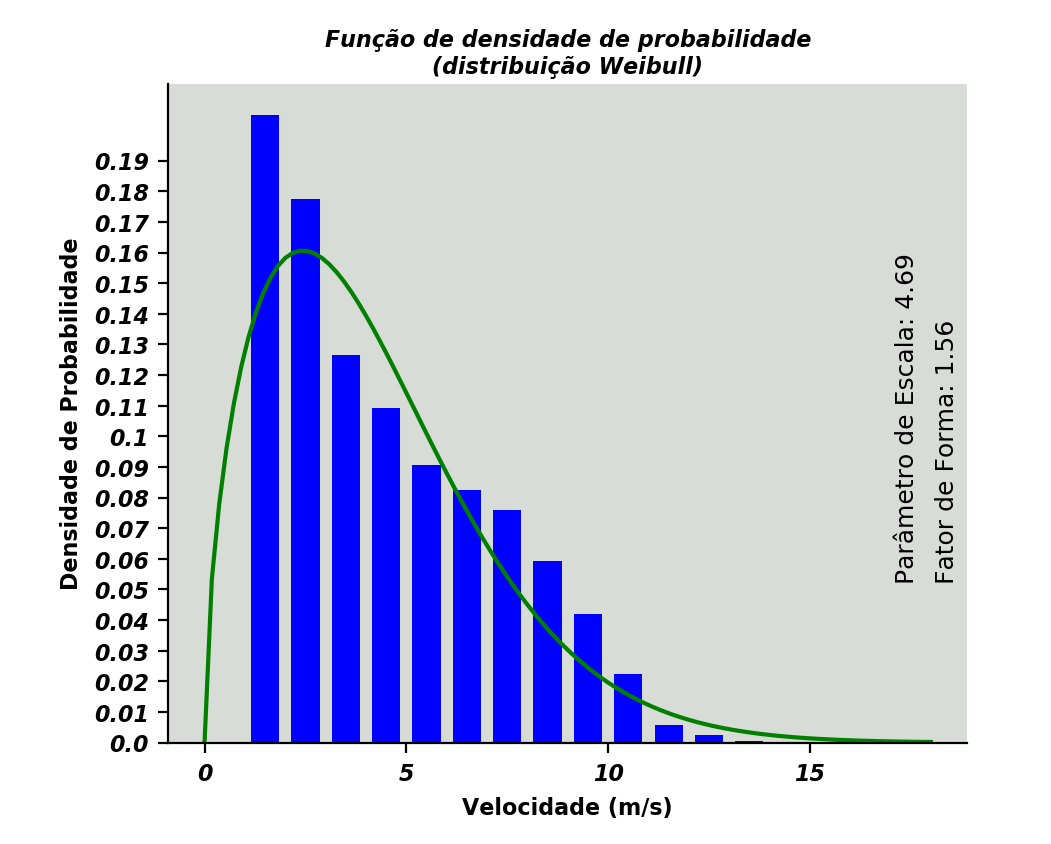 Função de densidade de probabilidade
(distribuição Weibull)
0.19
0.18
0.17
0.16
0.15
0.14
0.13
0.12
0.11
0.1
0.09
0.08
0.07
0.06
0.05
0.04
0.03
0.02
0.01
0.0
Densidade de Probabilidade
Parâmetro de Escala: 4.69
Fator de Forma: 1.56
0 5 10 15
Velocidade (m/s)